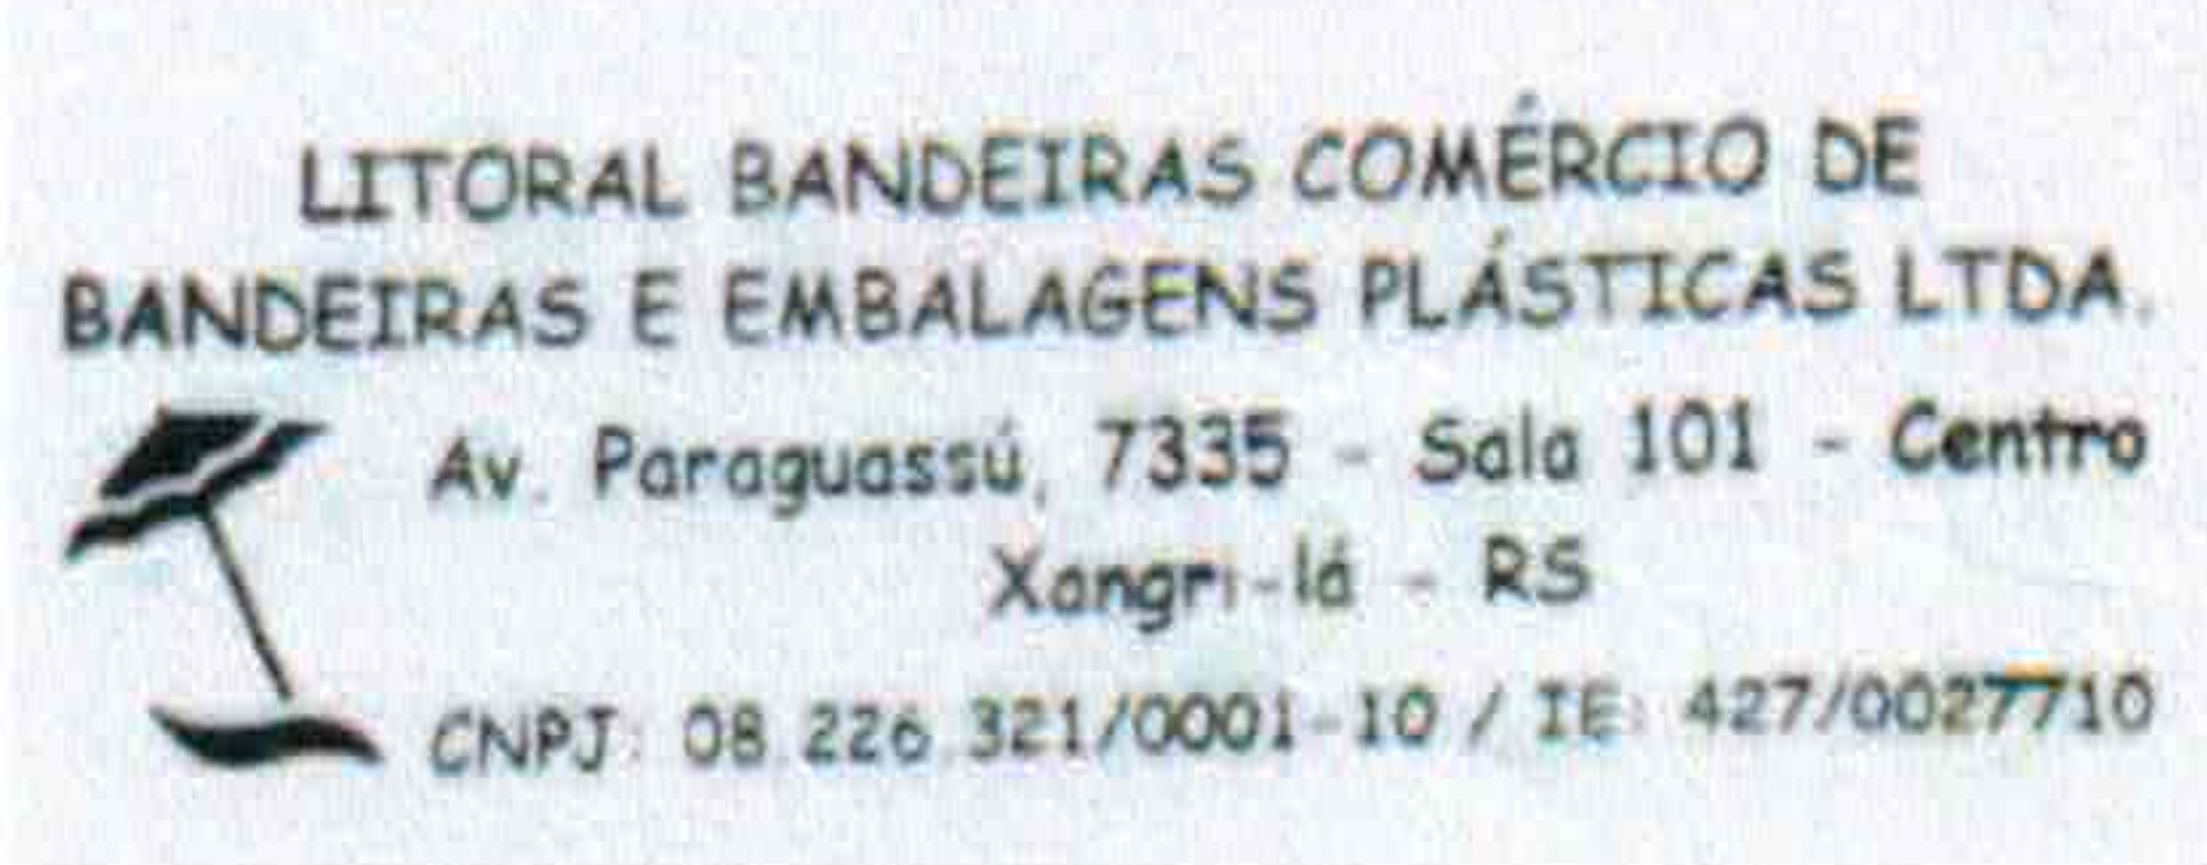 LITORAL BANDEIRAS COMÉRCIO DE
BANDEIRAS E EMBALAGENS PLÁSTICAS LTDA.
Av. Paraguassú, 7335 - Sala 101 - Centro
Xangri-lá - RS
CNPJ: 08.226.321/0001-10 / IE: 427/0027710